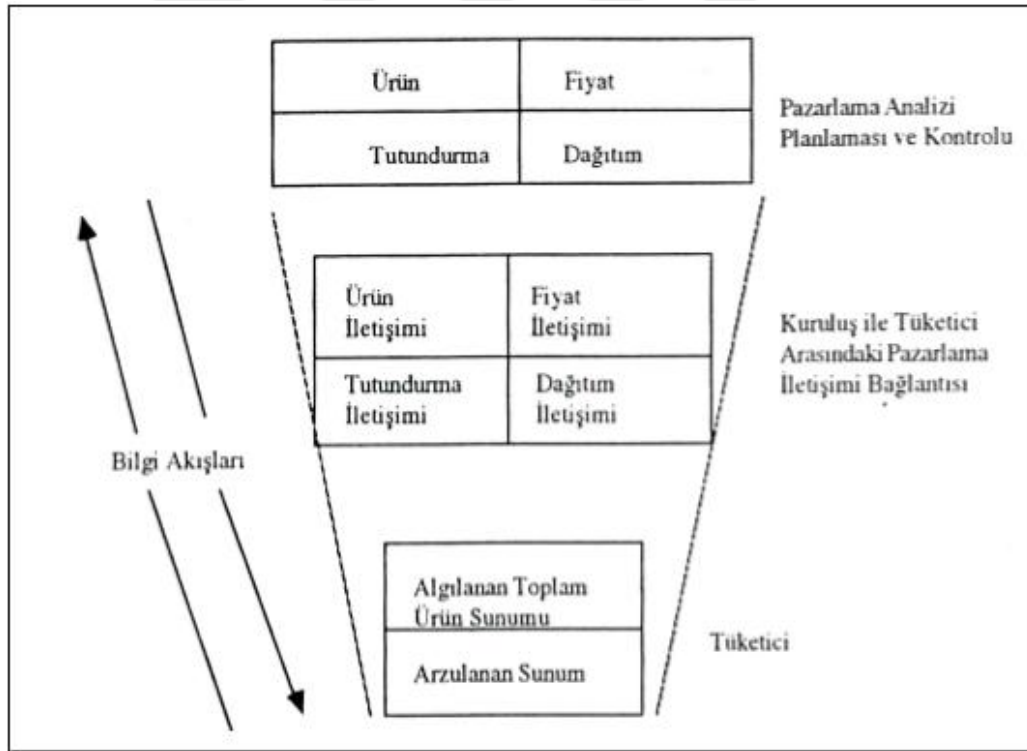 Ürün
Fiyat
Tutundurma
Dağıtım
Pazarlama Analizi
Planlaması ve Kontrolu
Ürün
İletişimi
Fiyat
İletişimi
Tutundurma
İletişimi
Dağıtım
İletişimi
Kuruluş ile Tüketici
Arasındaki Pazarlama
İletişimi Bağlantısı
Bilgi Akışları
Algılanan Toplam
Ürün Sunumu
Arzulanan Sunum
Tüketici